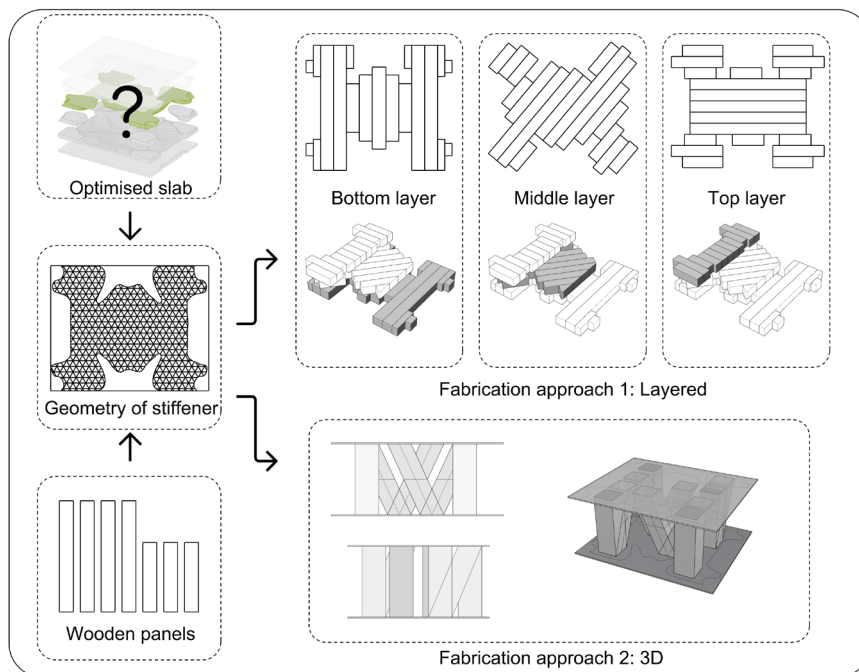 ?
Optimised slab
Geometry of stiffener
Wooden panels
Bottom layer
Middle layer
Top layer
Fabrication approach 1: Layered
Fabrication approach 2: 3D